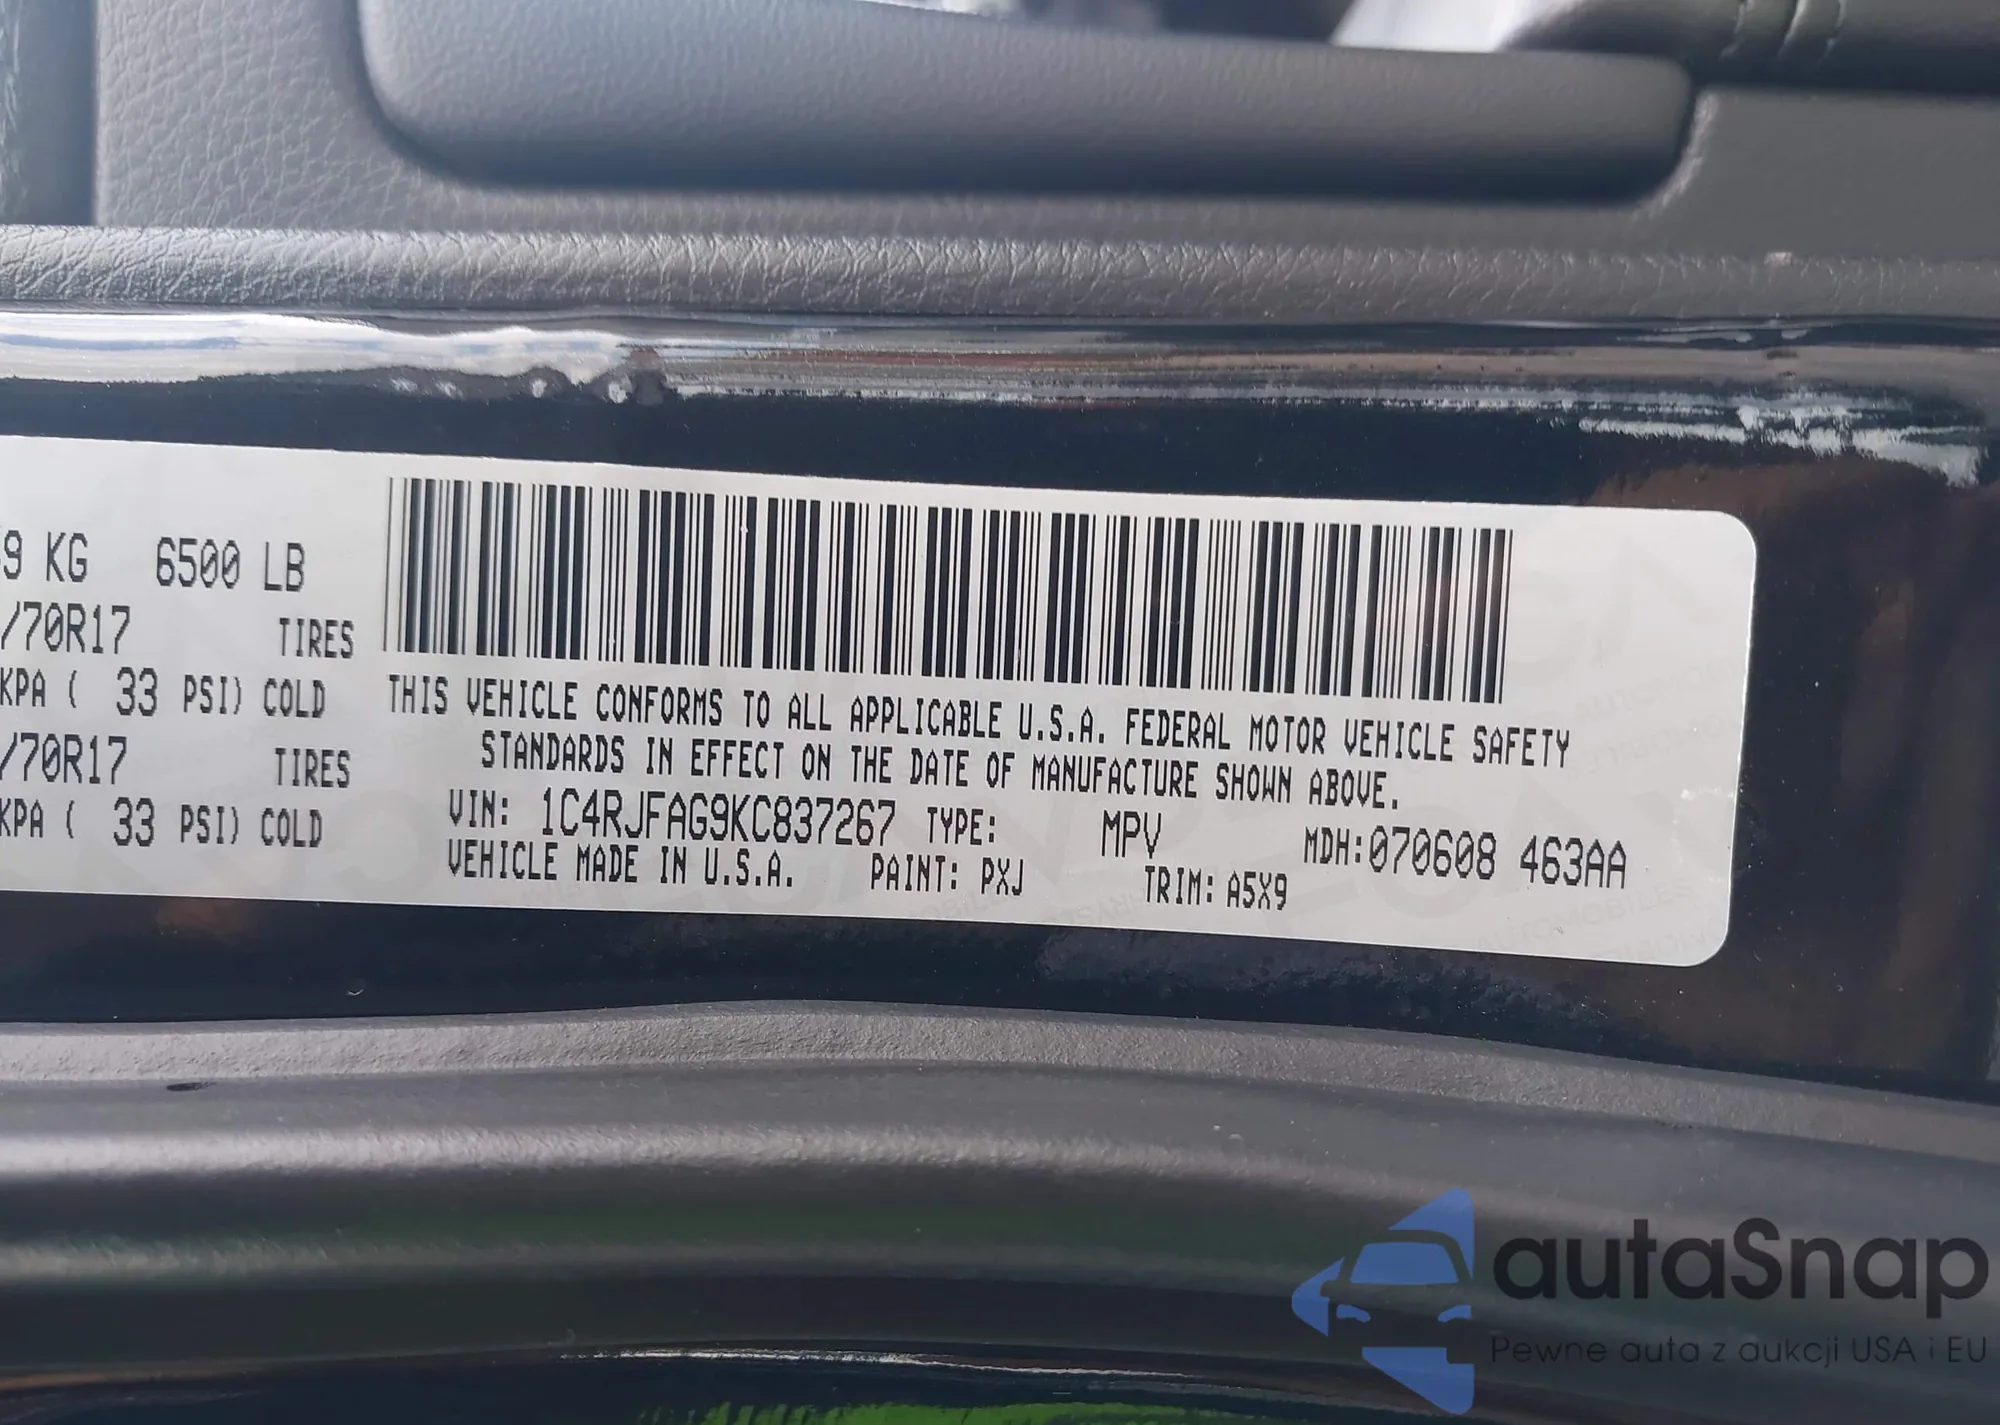 9 KG 6500 LB
/70R17 TIRES
KPA ( 33 PSI) COLD
/70R17 TIRES
KPA ( 33 PSI) COLD
THIS VEHICLE CONFORMS TO ALL APPLICABLE U.S.A. FEDERAL MOTOR VEHICLE SAFETY
STANDARDS IN EFFECT ON THE DATE OF MANUFACTURE SHOWN ABOVE.
VIN: 1C4RJFAG9KC837267 TYPE: MPV MDH:070608 463AA
VEHICLE MADE IN U.S.A. PAINT: PXJ TRIM: A5X9
autaSnap
Pewne auta z aukcji USA i EU